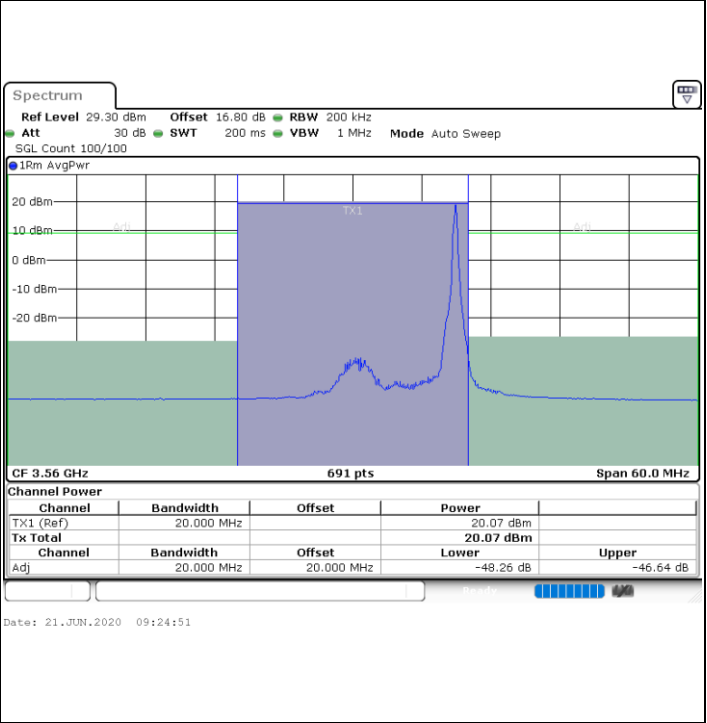 Spectrum
Ref Level 29.30 dBm Offset 16.80 dB RBW 200 kHz
Att 30 dB SWT 200 ms VBW 1 MHz Mode Auto Sweep
SGL Count 100/100
1Rm AvgPwr
20 dBm
TX1
Adj Adj
10 dBm
0 dBm
-10 dBm
-20 dBm
CF 3.56 GHz 691 pts Span 60.0 MHz
Channel Power
Channel Bandwidth Offset Power
TX1 (Ref) 20.000 MHz 20.07 dBm
Tx Total 20.07 dBm
Channel Bandwidth Offset Lower Upper
Adj 20.000 MHz 20.000 MHz -48.26 dB -46.64 dB
Ready
Date: 21.JUN.2020 09:24:51